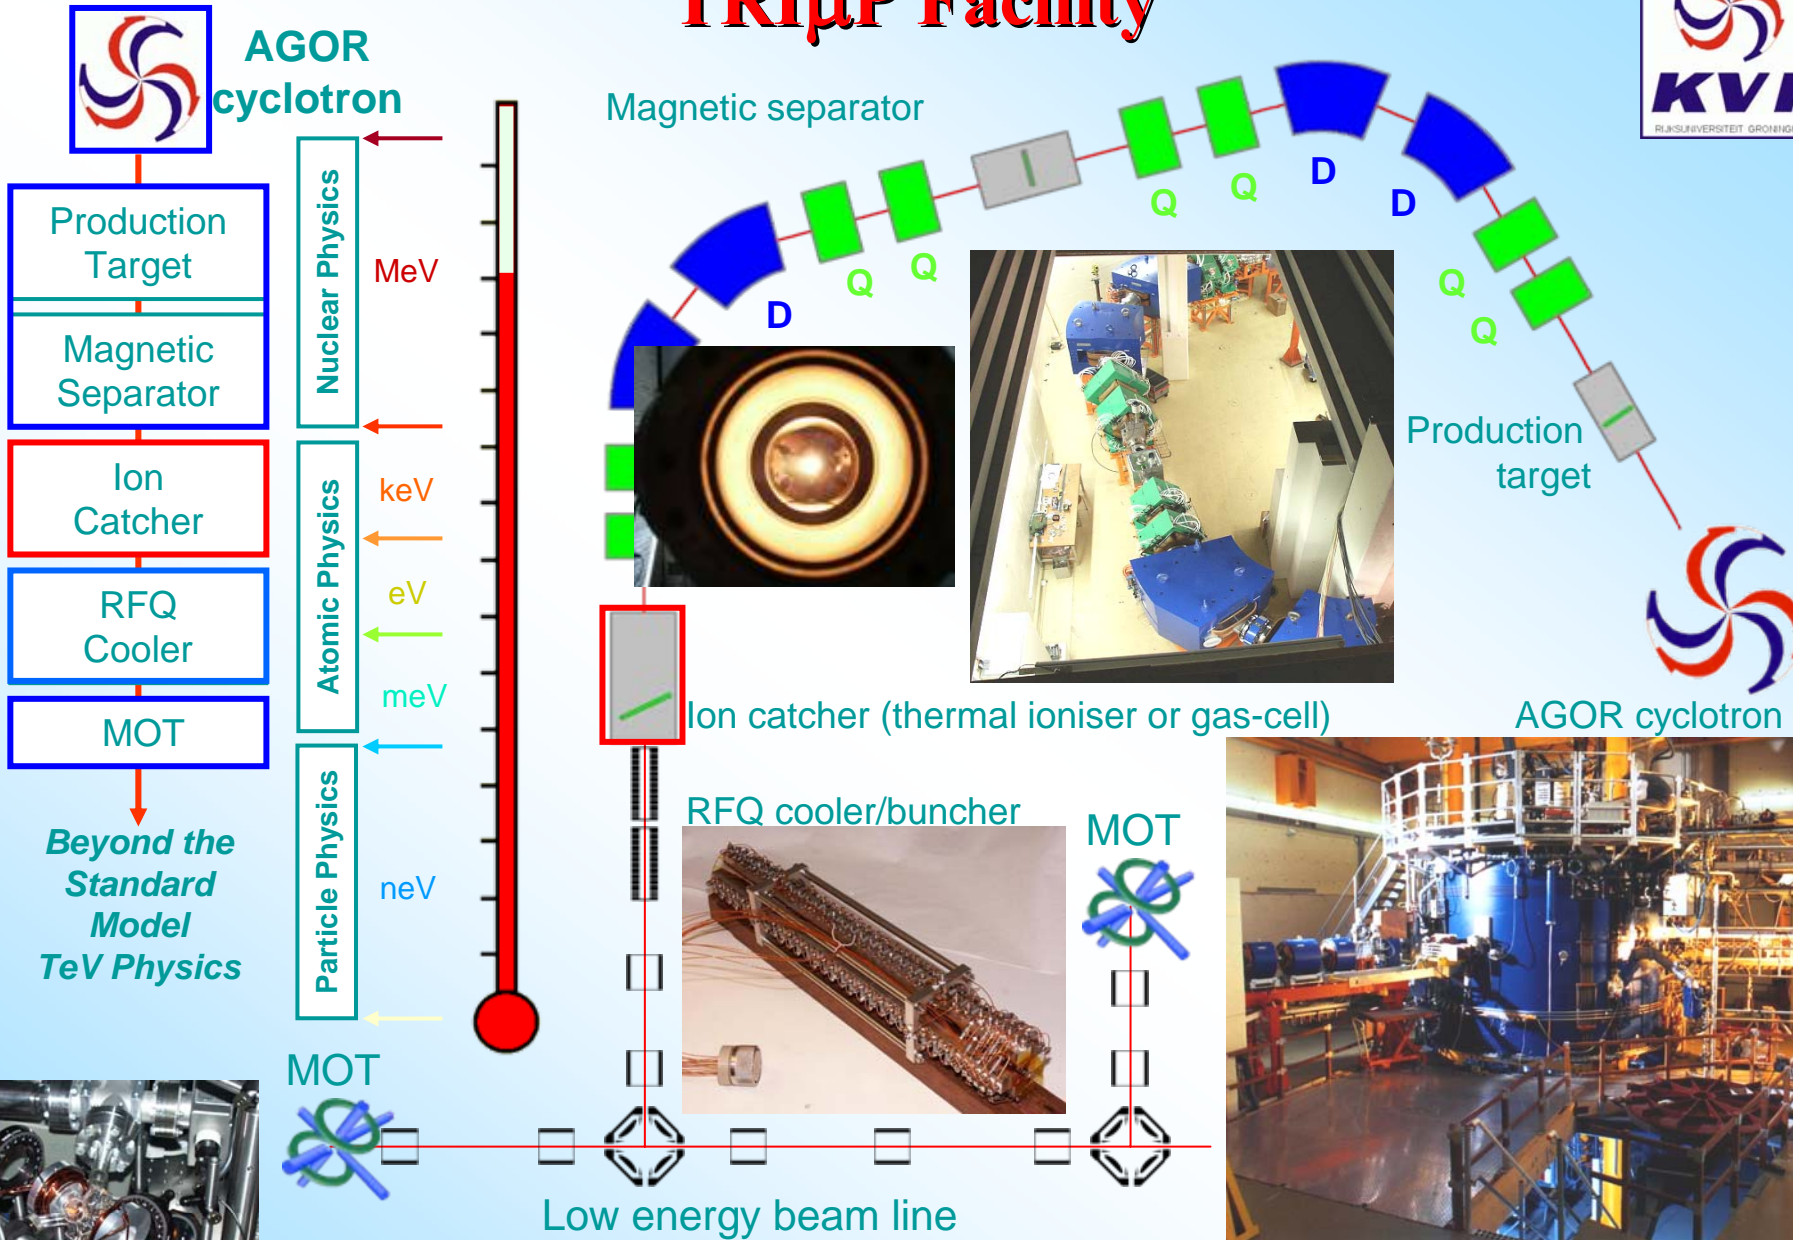 TRIμP Facility
AGOR
cyclotron
Production
Target
Magnetic
Separator
Ion
Catcher
RFQ
Cooler
MOT
Beyond the
Standard
Model
TeV Physics
Nuclear Physics
Atomic Physics
Particle Physics
MeV
keV
eV
meV
neV
Magnetic separator
D
Q
Q
Q
Q
D
D
Q
Q
KVI
Production
target
Ion catcher (thermal ioniser or gas-cell)
AGOR cyclotron
RFQ cooler/buncher
MOT
MOT
Low energy beam line